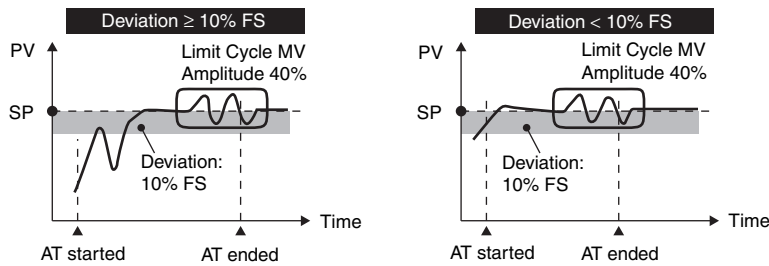 Deviation ≥ 10% FS
PV
Limit Cycle MV
Amplitude 40%
SP
Deviation:
10% FS
Time
AT started
AT ended
Deviation < 10% FS
PV
Limit Cycle MV
Amplitude 40%
SP
Deviation:
10% FS
Time
AT started
AT ended